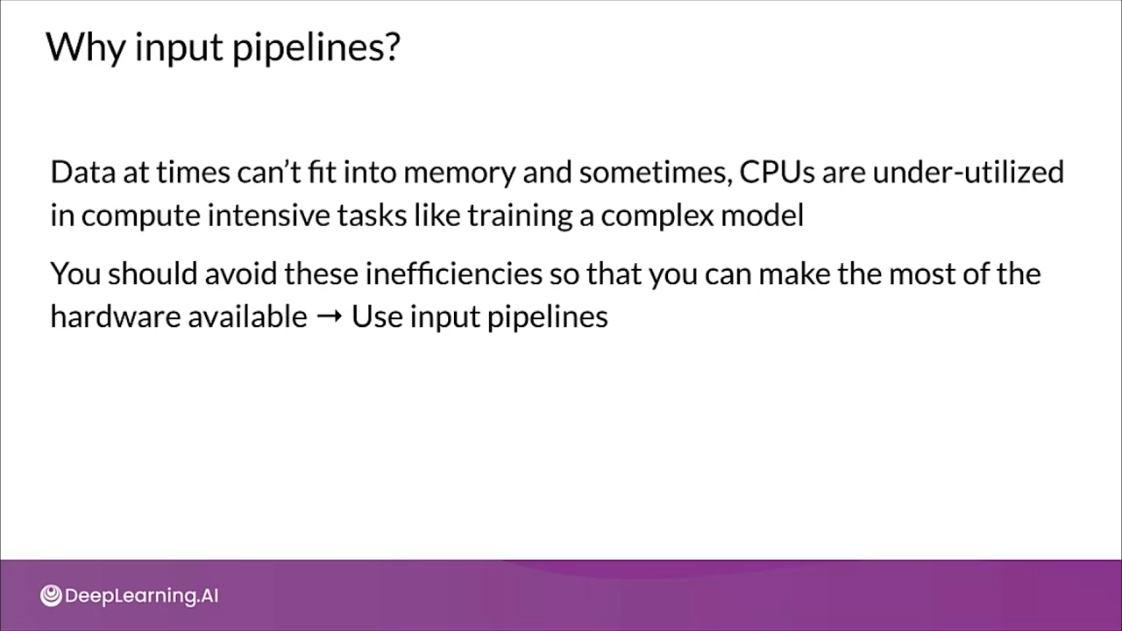 Why input pipelines?
Data at times can’t fit into memory and sometimes, CPUs are under-utilized
in compute intensive tasks like training a complex model
You should avoid these inefficiencies so that you can make the most of the
hardware available → Use input pipelines
DeepLearning.AI